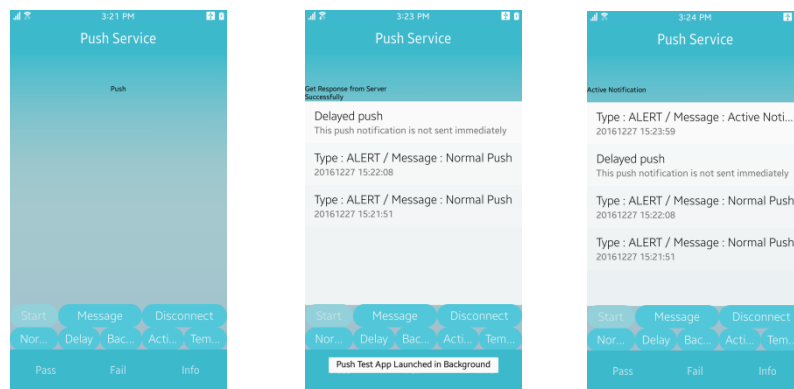 3:21 PM
Push Service
Push
Start Message Disconnect
Nor... Delay Bac... Acti... Tem...
Pass Fail Info
3:23 PM
Push Service
Get Response from Server
Successfully
Delayed push
This push notification is not sent immediately
Type : ALERT / Message : Normal Push
20161227 15:22:08
Type : ALERT / Message : Normal Push
20161227 15:21:51
Start Message Disconnect
Nor... Delay Bac... Acti... Tem...
Push Test App Launched in Background
3:24 PM
Push Service
Active Notification
Type : ALERT / Message : Active Noti...
20161227 15:23:59
Delayed push
This push notification is not sent immediately
Type : ALERT / Message : Normal Push
20161227 15:22:08
Type : ALERT / Message : Normal Push
20161227 15:21:51
Start Message Disconnect
Nor... Delay Bac... Acti... Tem...
Pass Fail Info